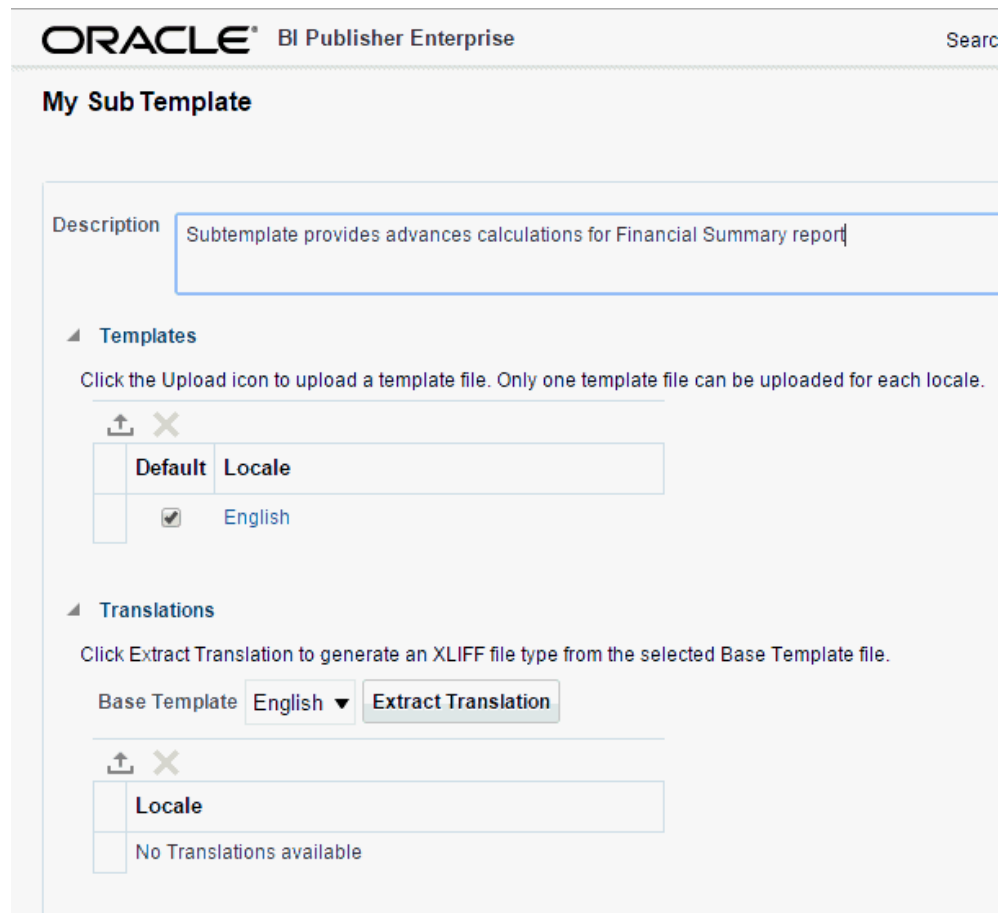 ORACLE® BI Publisher Enterprise Searc
My Sub Template
Description Subtemplate provides advances calculations for Financial Summary report
Templates
Click the Upload icon to upload a template file. Only one template file can be uploaded for each locale.
Default Locale
English
Translations
Click Extract Translation to generate an XLIFF file type from the selected Base Template file.
Base Template English Extract Translation
Locale
No Translations available